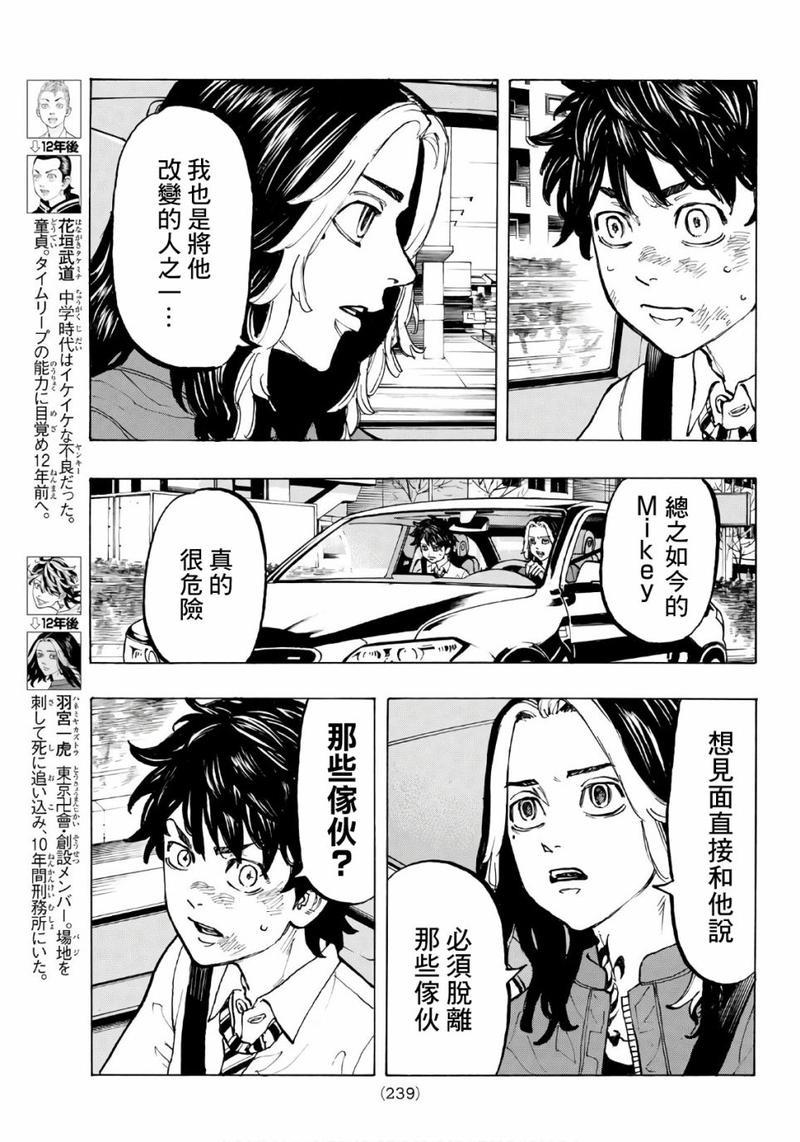 我也是將他
改變的人之一…
總之如今的
Mikey
真的
很危險
想見面直接和他說
必須脫離
那些傢伙
那些傢伙？
⇩12年後
花垣武道 中学時代はイケイケな不良だった。
童貞。タイムリープの能力に目覚め12年前へ。
⇩12年後
羽宮一虎 東京卍會・創設メンバー。場地を
刺して死に追い込み、10年間刑務所にいた。
(239)